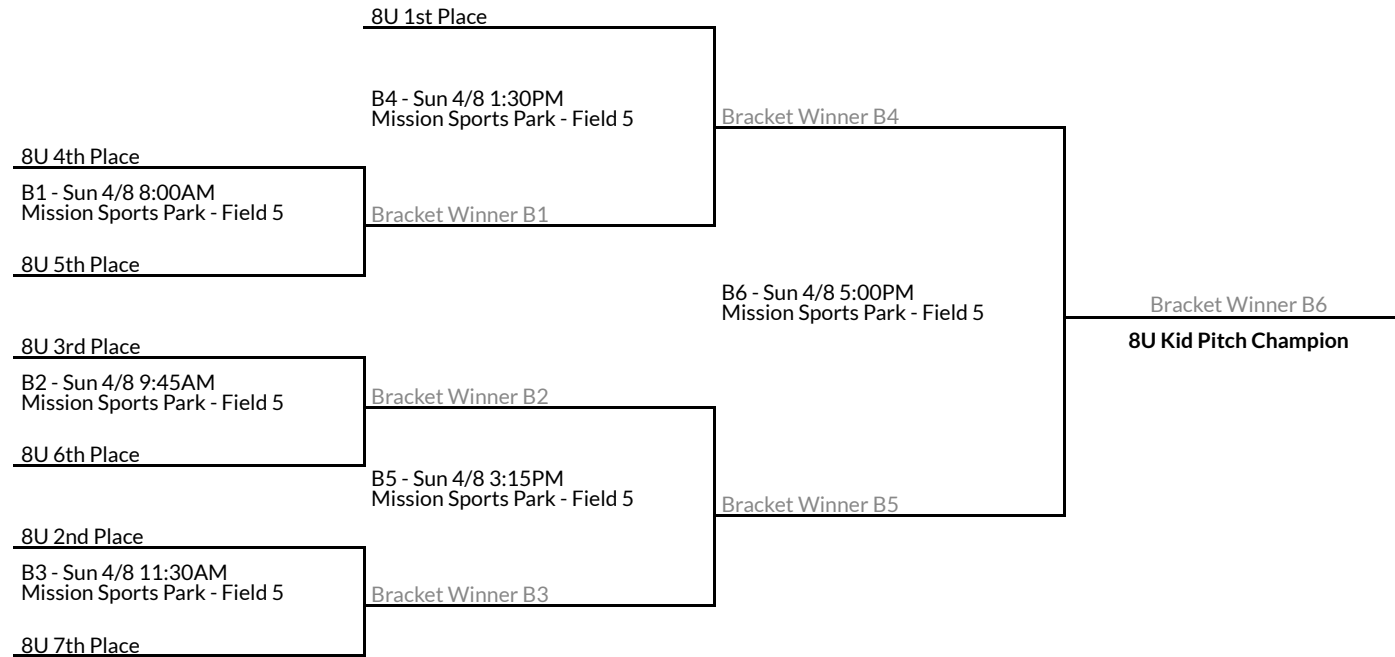 8U 1st Place
B4 - Sun 4/8 1:30PM
Mission Sports Park - Field 5
Bracket Winner B4
8U 4th Place
B1 - Sun 4/8 8:00AM
Mission Sports Park - Field 5
Bracket Winner B1
8U 5th Place
B6 - Sun 4/8 5:00PM
Mission Sports Park - Field 5
Bracket Winner B6
8U Kid Pitch Champion
8U 3rd Place
B2 - Sun 4/8 9:45AM
Mission Sports Park - Field 5
Bracket Winner B2
8U 6th Place
B5 - Sun 4/8 3:15PM
Mission Sports Park - Field 5
Bracket Winner B5
8U 2nd Place
B3 - Sun 4/8 11:30AM
Mission Sports Park - Field 5
Bracket Winner B3
8U 7th Place